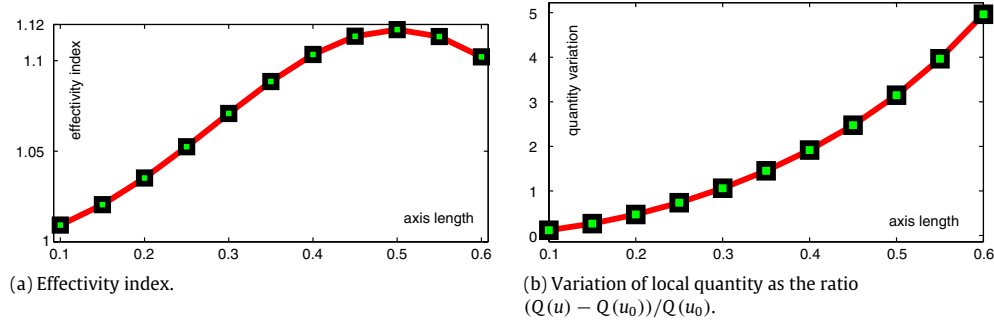 1.12
1.1
1.05
1
effectivity index
axis length
0.1 0.2 0.3 0.4 0.5 0.6
(a) Effectivity index.
5
4
3
2
1
0
quantity variation
axis length
0.1 0.2 0.3 0.4 0.5 0.6
(b) Variation of local quantity as the ratio
(Q(u) − Q(u₀))/Q(u₀).